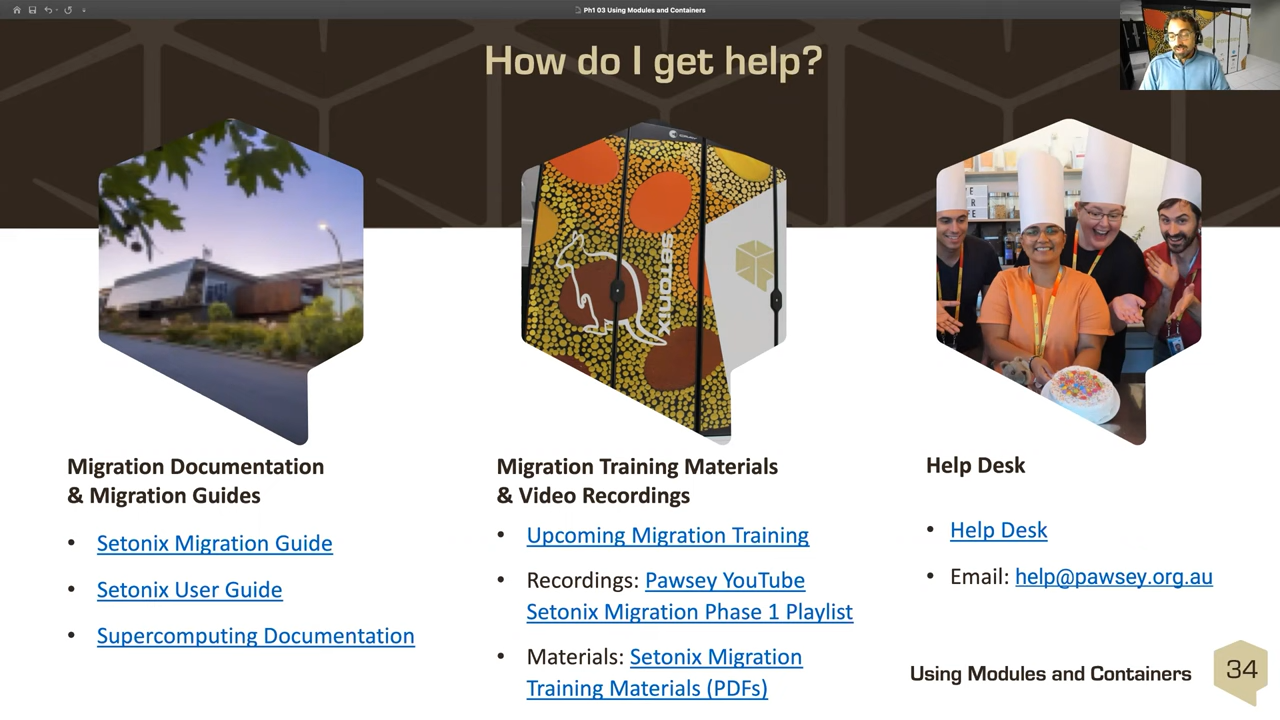 Ph1 03 Using Modules and Containers
How do I get help?
CRAY
SETONIX
Migration Documentation
& Migration Guides
• Setonix Migration Guide
• Setonix User Guide
• Supercomputing Documentation
Migration Training Materials
& Video Recordings
• Upcoming Migration Training
• Recordings: Pawsey YouTube
Setonix Migration Phase 1 Playlist
• Materials: Setonix Migration
Training Materials (PDFs)
Help Desk
• Help Desk
• Email: help@pawsey.org.au
Using Modules and Containers
34